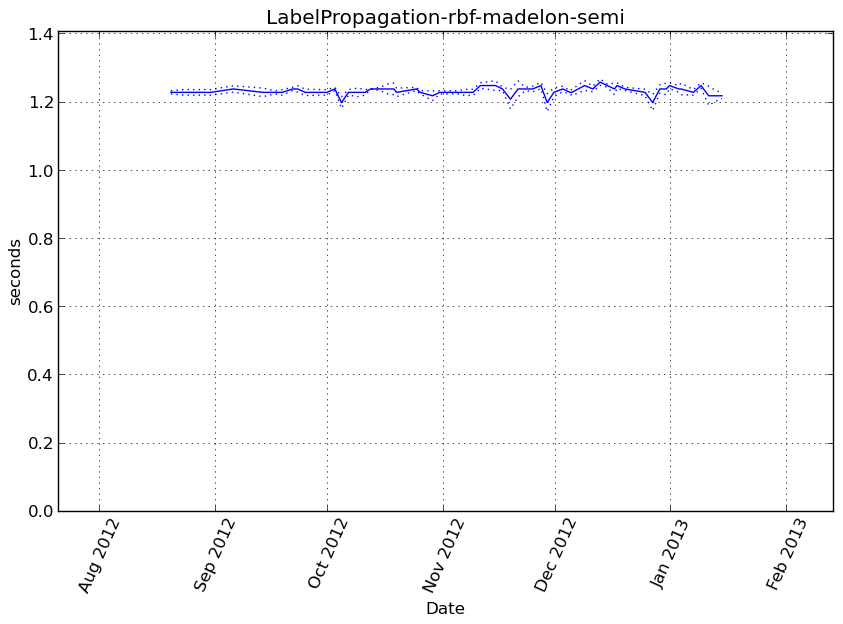 LabelPropagation-rbf-madelon-semi
1.4
1.2
1.0
0.8
0.6
0.4
0.2
0.0
seconds
Aug 2012
Sep 2012
Oct 2012
Nov 2012
Dec 2012
Jan 2013
Feb 2013
Date